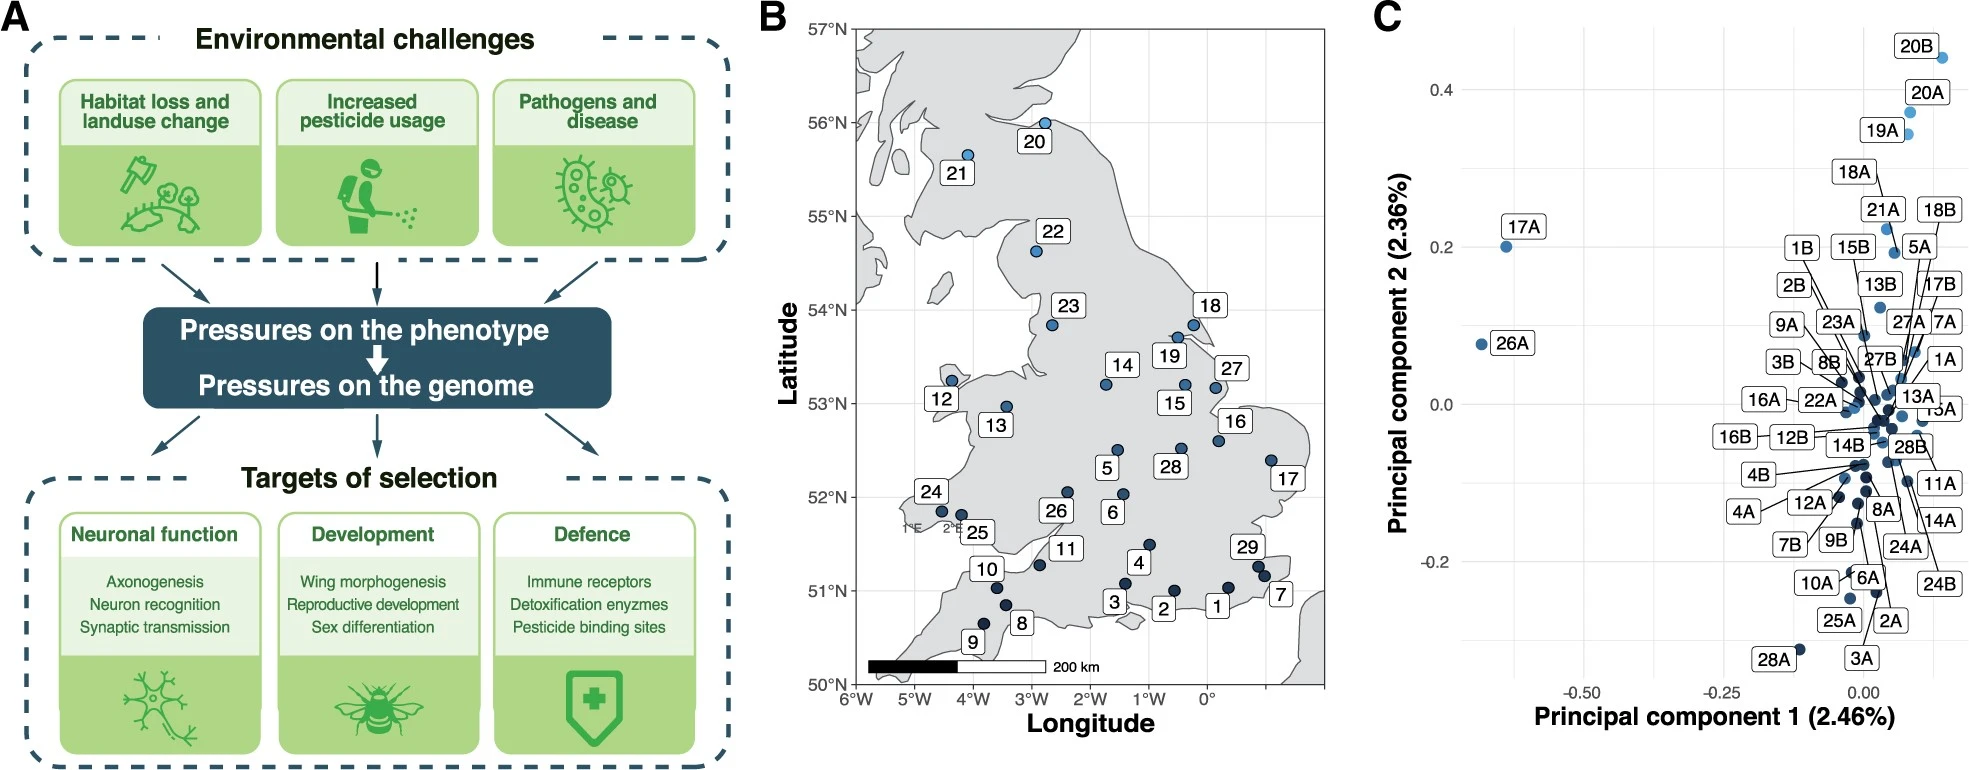 A
Environmental challenges
Habitat loss and
landuse change
Increased
pesticide usage
Pathogens and
disease
Pressures on the phenotype
Pressures on the genome
Targets of selection
Neuronal function
Axonogenesis
Neuron recognition
Synaptic transmission
Development
Wing morphogenesis
Reproductive development
Sex differentiation
Defence
Immune receptors
Detoxification enyzmes
Pesticide binding sites
B
Latitude
57°N
56°N
55°N
54°N
53°N
52°N
51°N
50°N
20
21
22
23
18
19
14
27
12
15
13
16
5
28
17
24
26
6
1°E
2°E
25
11
4
29
10
3
2
1
7
8
9
200 km
6°W
4°W
3°W
2°W
1°W
0°
Longitude
C
Principal component 2 (2.36%)
0.4
0.2
0.0
-0.2
20B
20A
19A
18A
21A
18B
17A
1B
15B
5A
2B
13B
17B
9A
23A
27A
7A
26A
3B
8B
27B
1A
16A
22A
13A
15A
16B
12B
14B
28B
4B
11A
4A
12A
8A
14A
7B
9B
24A
10A
6A
24B
25A
2A
28A
3A
-0.50
-0.25
0.00
Principal component 1 (2.46%)